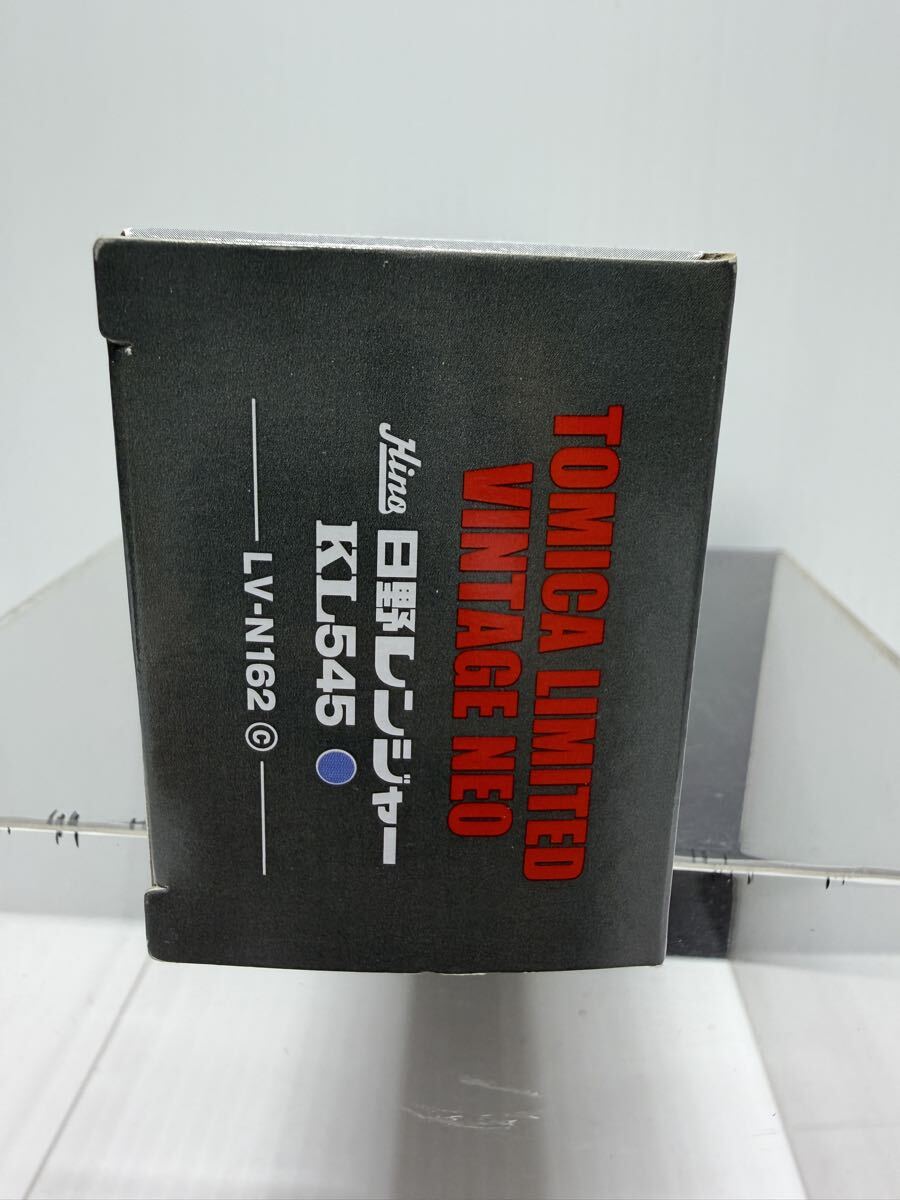 TOMICA LIMITED
VINTAGE NEO
Hino 日野レンジャー
KL545
LV-N162 ©